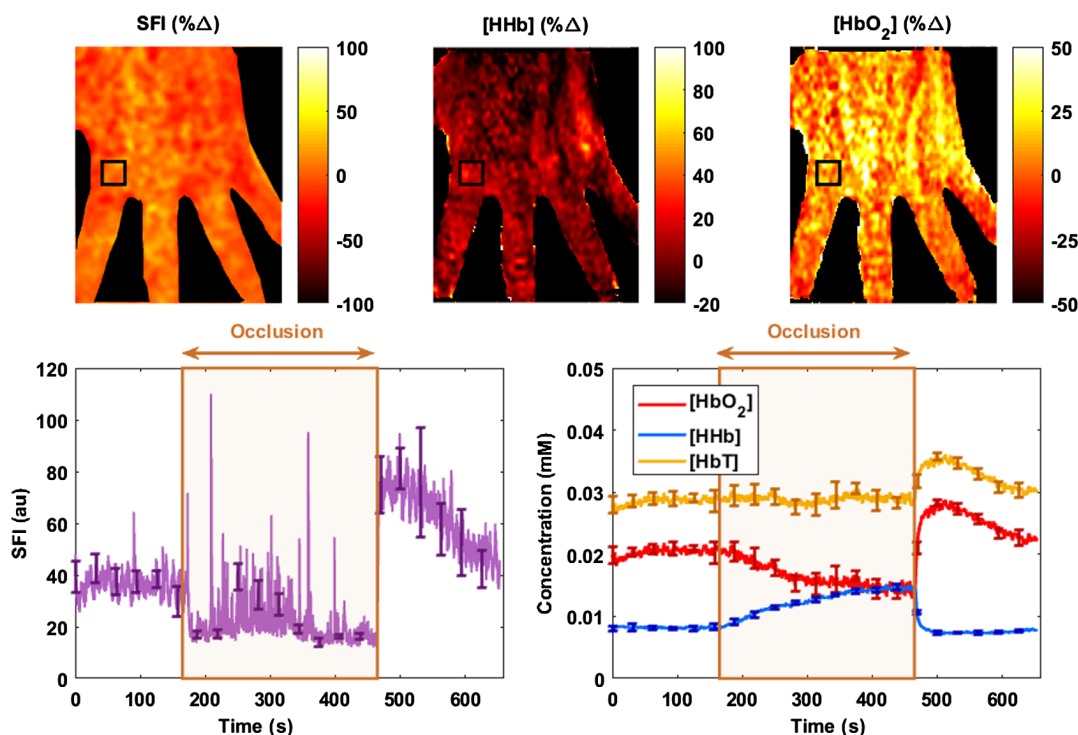 SFI (%Δ)
[HHb] (%Δ)
[HbO₂] (%Δ)
100
50
0
-50
-100
100
80
60
40
20
0
-20
50
25
0
-25
-50
Occlusion
Occlusion
120
100
80
60
40
20
0
SFI (au)
0 100 200 300 400 500 600
Time (s)
0.05
0.04
0.03
0.02
0.01
0
Concentration (mM)
[HbO₂]
[HHb]
[HbT]
0 100 200 300 400 500 600
Time (s)